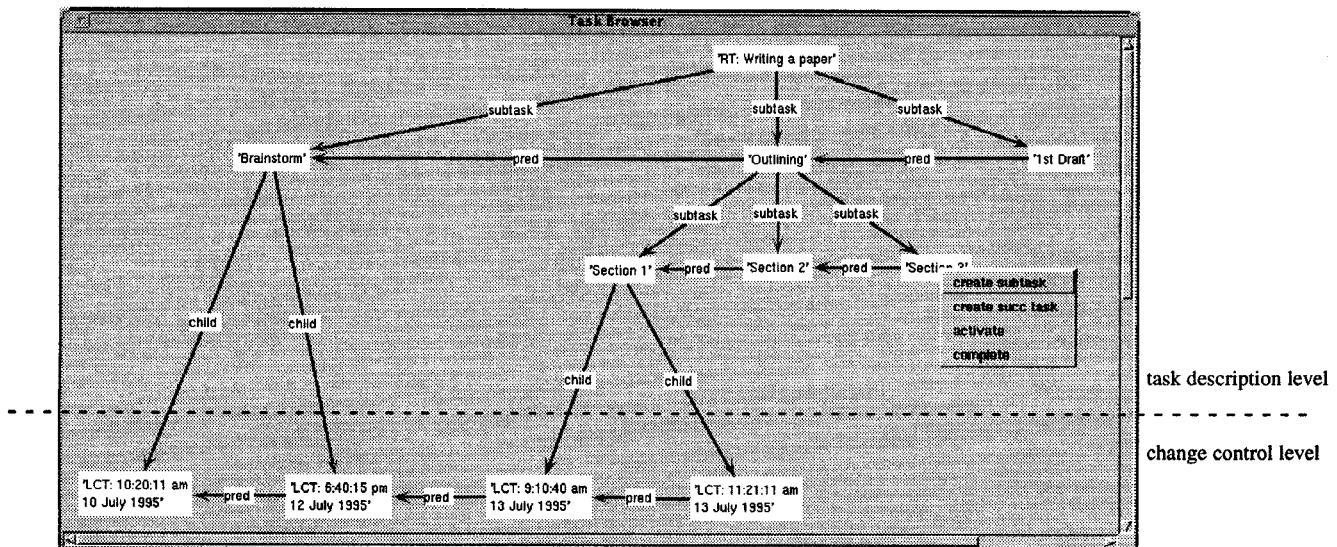 Task Browser
'RT: Writing a paper'
subtask
subtask
subtask
'Brainstorm'
pred
'Outlining'
pred
'1st Draft'
subtask
subtask
subtask
'Section 1'
pred
'Section 2'
pred
'Section
create subtask
create succ task
activate
complete
child
child
child
child
task description level
change control level
'LCT: 10:20:11 am
10 July 1995'
pred
'LCT: 6:40:15 pm
12 July 1995'
pred
'LCT: 9:10:40 am
13 July 1995'
pred
'LCT: 11:21:11 am
13 July 1995'